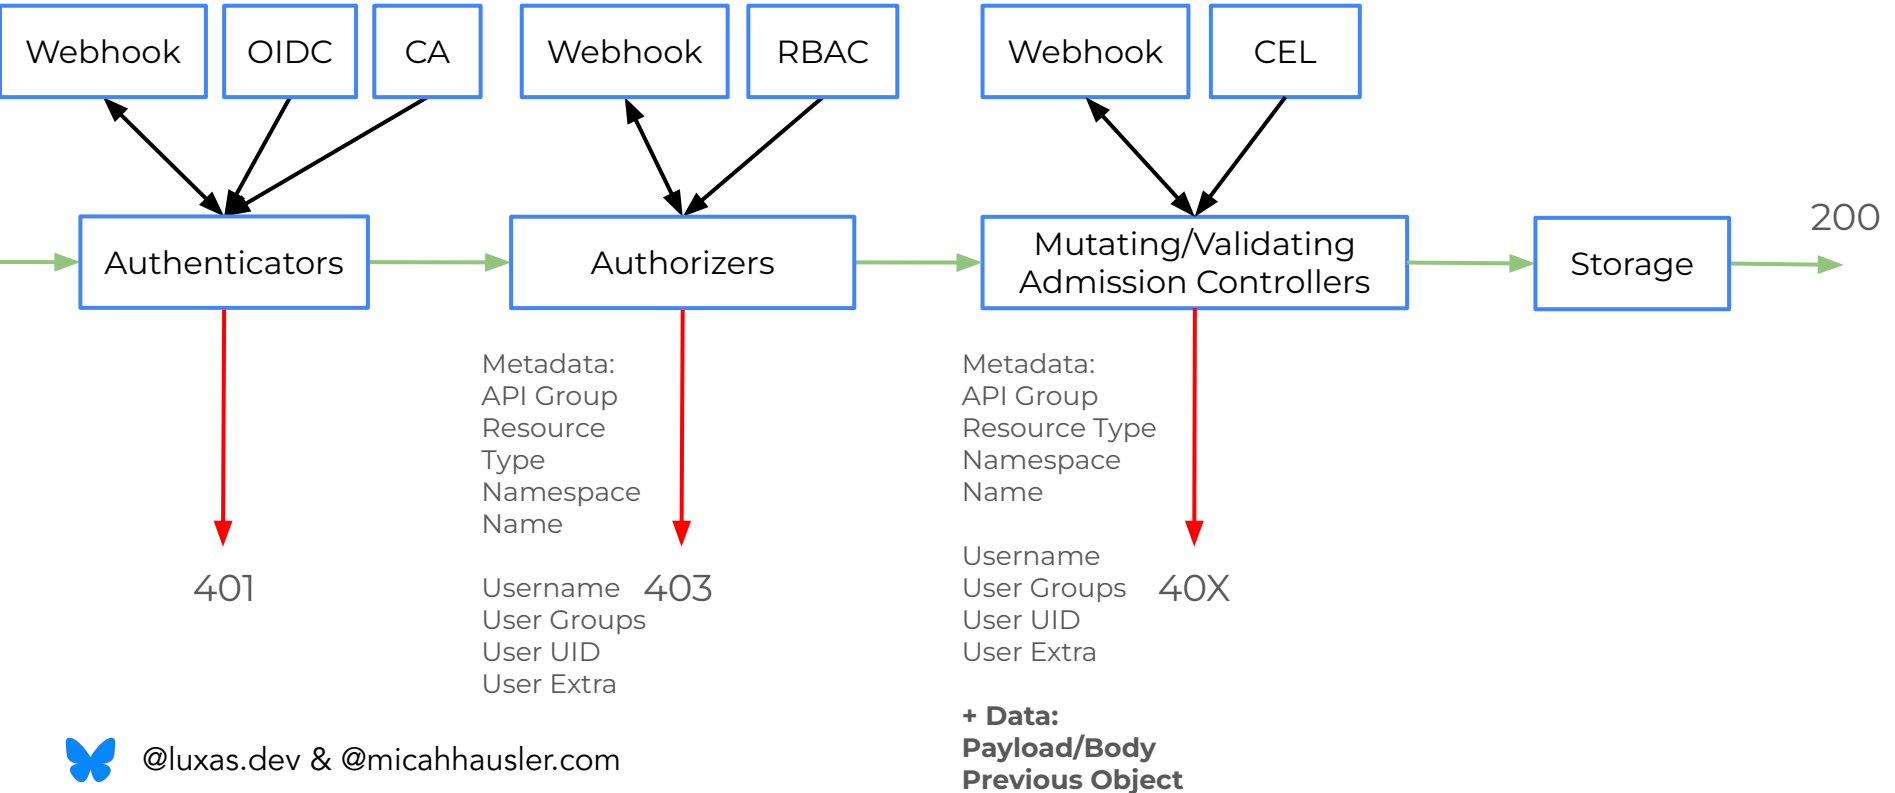 Webhook
OIDC
CA
Webhook
RBAC
Webhook
CEL
Authenticators
Authorizers
Mutating/Validating
Admission Controllers
Storage
200
401
Metadata:
API Group
Resource
Type
Namespace
Name
Username
User Groups
User UID
User Extra
403
Metadata:
API Group
Resource Type
Namespace
Name
Username
User Groups
User UID
User Extra
40X
+ Data:
Payload/Body
Previous Object
@luxas.dev & @micahhausler.com